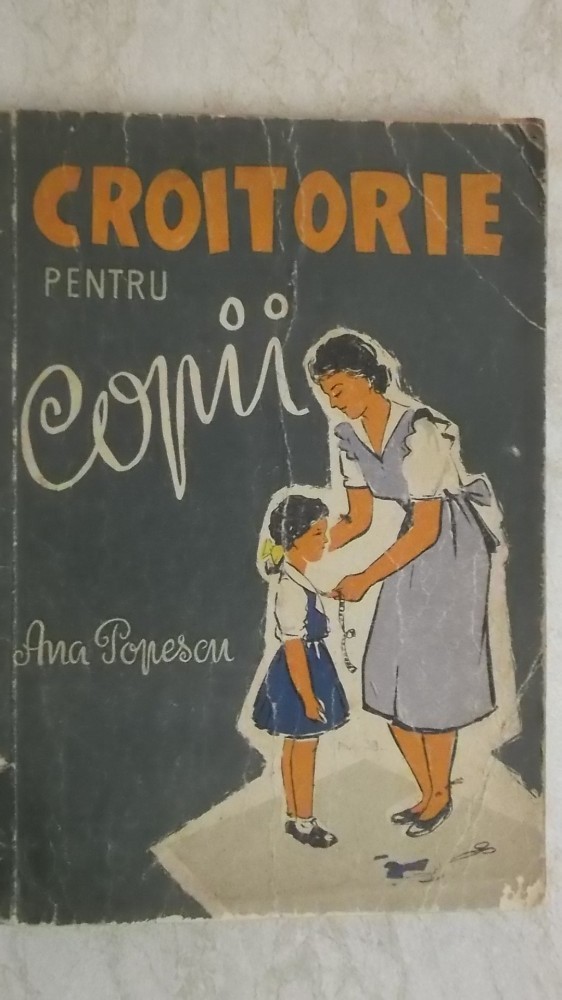 CROITORIE
PENTRU
copii
Ana Popescu